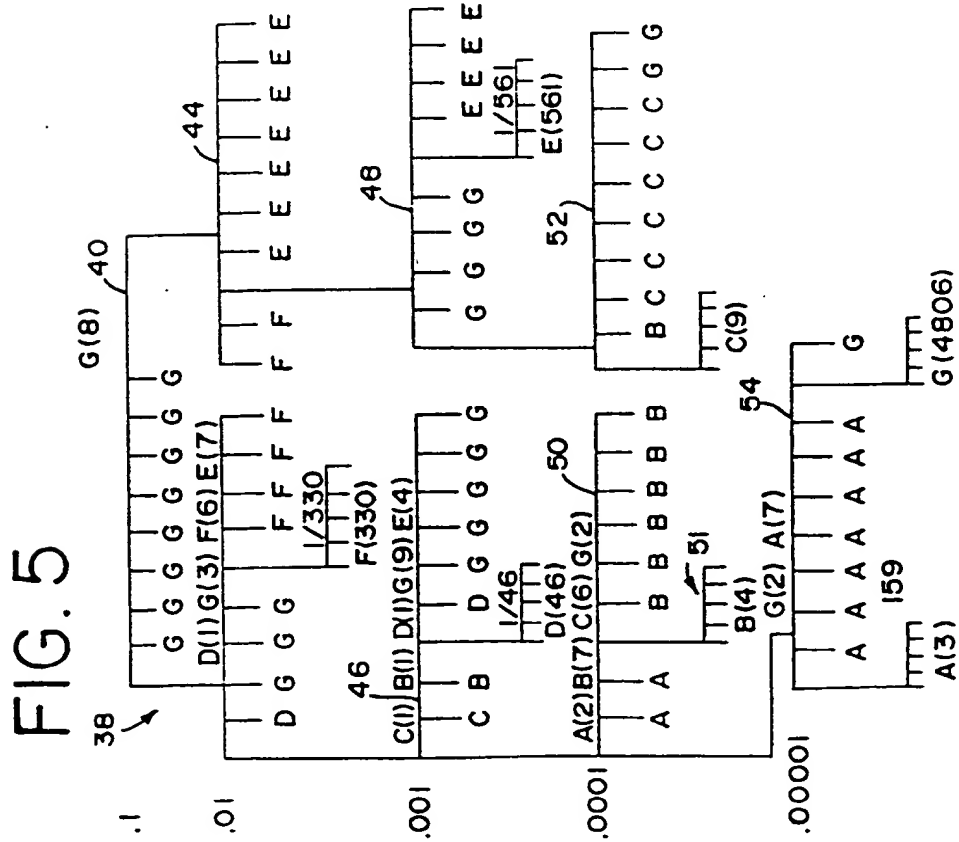 FIG. 5
38
40
G(8)
.1
G G G G G G G G
44
D(1) G(3) F(6) E(7)
.01
D G G G F F F F F F E E E E E E E
1/330
F(330)
46
48
C(1) B(1) D(1) G(9) E(4)
.001
C B D G G G G G G G G G E E E E
1/46
D(46)
1/561
E(561)
50
52
A(2) B(7) C(6) G(2)
.0001
A A B B B B B B B C C C C C C G G
51
B(4)
C(9)
54
G(2) A(7)
.00001
A A A A A A A G
159
A(3)
G(4806)